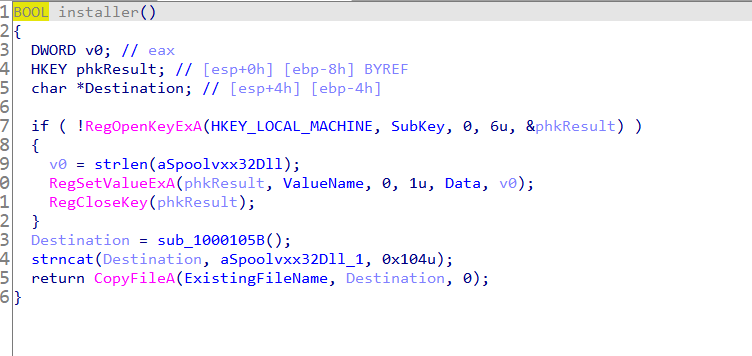 1 BOOL installer()
2 {
3 DWORD v0; // eax
4 HKEY phkResult; // [esp+0h] [ebp-8h] BYREF
5 char *Destination; // [esp+4h] [ebp-4h]
6
7 if ( !RegOpenKeyExA(HKEY_LOCAL_MACHINE, SubKey, 0, 6u, &phkResult) )
8 {
9 v0 = strlen(aSpoolvxx32Dll);
0 RegSetValueExA(phkResult, ValueName, 0, 1u, Data, v0);
1 RegCloseKey(phkResult);
2 }
3 Destination = sub_1000105B();
4 strncat(Destination, aSpoolvxx32Dll_1, 0x104u);
5 return CopyFileA(ExistingFileName, Destination, 0);
6 }